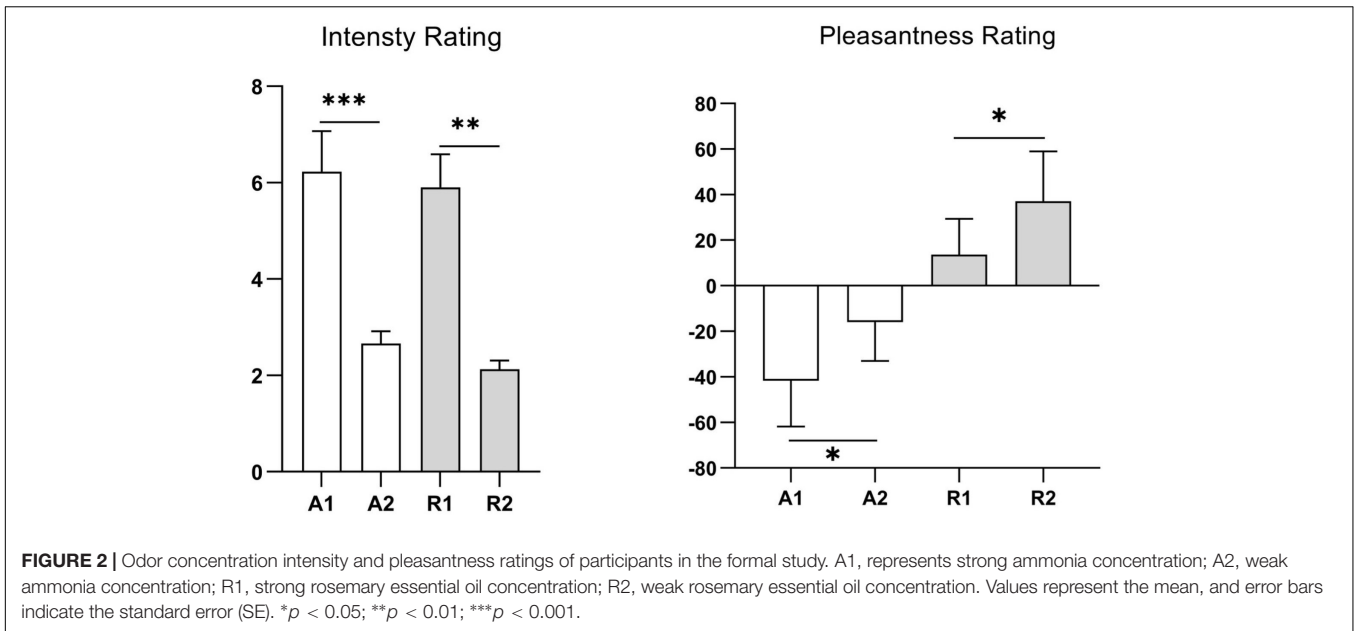 Intensty Rating
8
6
4
2
0
***
**
A1 A2 R1 R2
Pleasantness Rating
80
60
40
20
0
-20
-40
-60
-80
*
*
A1 A2 R1 R2
FIGURE 2 | Odor concentration intensity and pleasantness ratings of participants in the formal study. A1, represents strong ammonia concentration; A2, weak
ammonia concentration; R1, strong rosemary essential oil concentration; R2, weak rosemary essential oil concentration. Values represent the mean, and error bars
indicate the standard error (SE). *p < 0.05; **p < 0.01; ***p < 0.001.